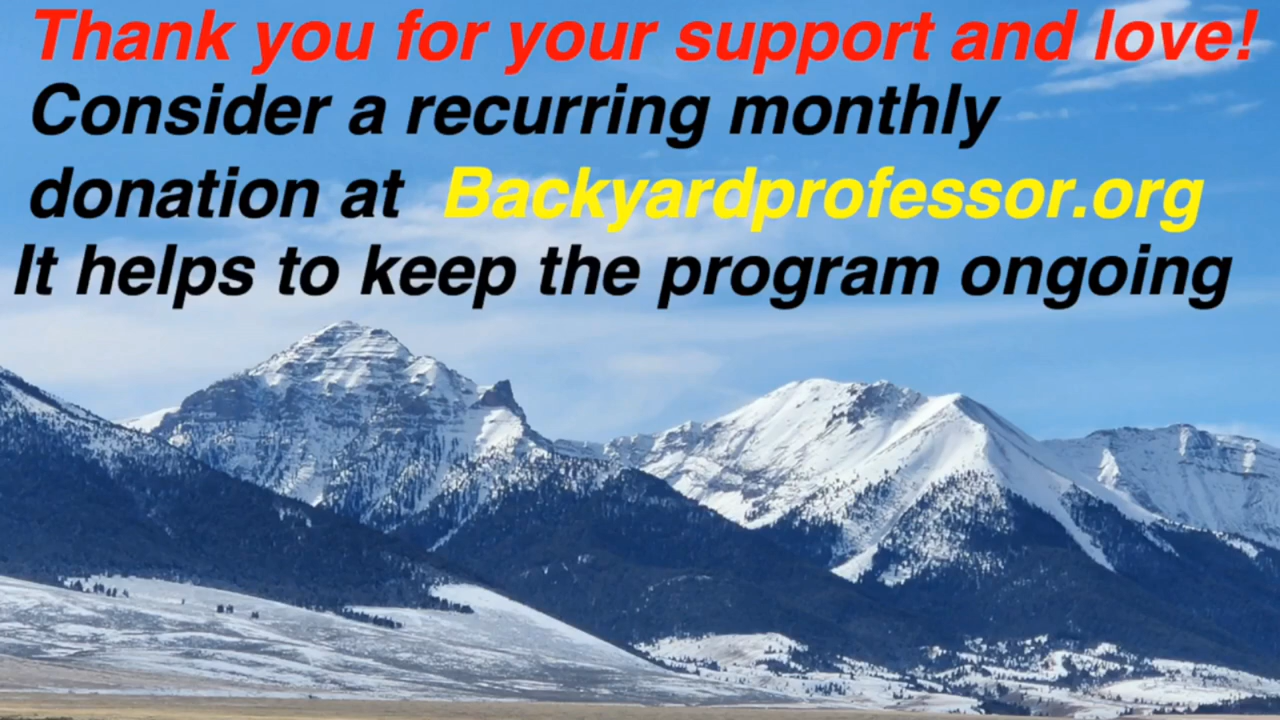 Thank you for your support and love!
Consider a recurring monthly
donation at Backyardprofessor.org
It helps to keep the program ongoing